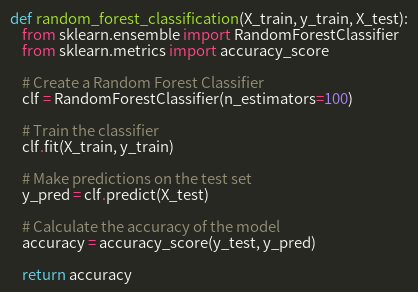 def random_forest_classification(X_train, y_train, X_test):
from sklearn.ensemble import RandomForestClassifier
from sklearn.metrics import accuracy_score
# Create a Random Forest Classifier
clf = RandomForestClassifier(n_estimators=100)
# Train the classifier
clf.fit(X_train, y_train)
# Make predictions on the test set
y_pred = clf.predict(X_test)
# Calculate the accuracy of the model
accuracy = accuracy_score(y_test, y_pred)
return accuracy